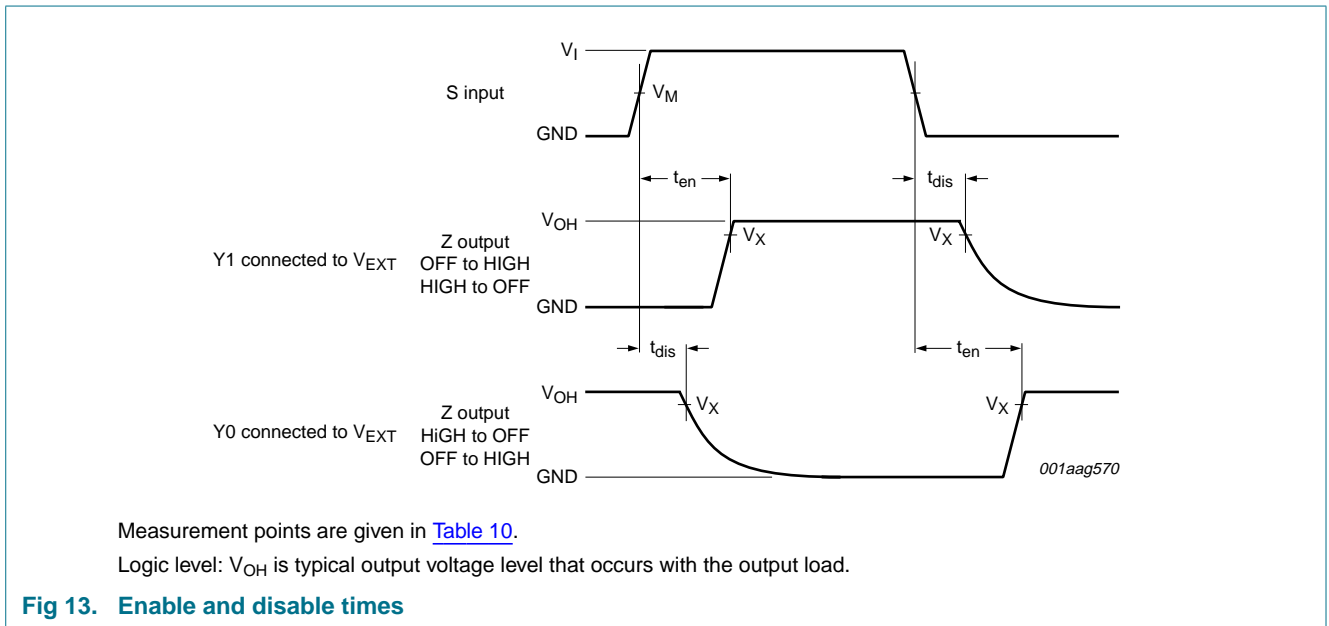 V_I
S input
V_M
GND
t_en
t_dis
V_OH
Y1 connected to V_EXT
Z output
OFF to HIGH
HIGH to OFF
V_X
V_X
GND
t_dis
t_en
V_OH
Y0 connected to V_EXT
Z output
HiGH to OFF
OFF to HIGH
V_X
V_X
GND
001aag570
Measurement points are given in Table 10.
Logic level: V_OH is typical output voltage level that occurs with the output load.
Fig 13. Enable and disable times